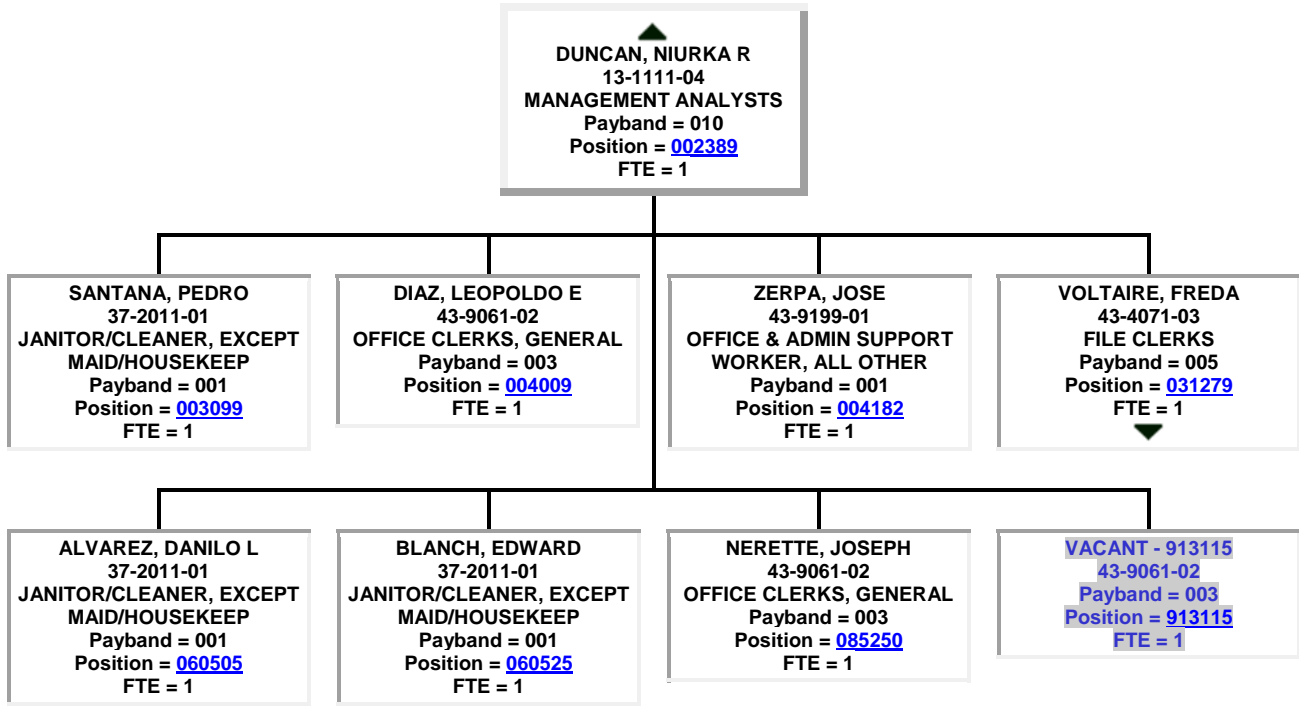 DUNCAN, NIURKA R
13-1111-04
MANAGEMENT ANALYSTS
Payband = 010
Position = 002389
FTE = 1
SANTANA, PEDRO
37-2011-01
JANITOR/CLEANER, EXCEPT
MAID/HOUSEKEEP
Payband = 001
Position = 003099
FTE = 1
DIAZ, LEOPOLDO E
43-9061-02
OFFICE CLERKS, GENERAL
Payband = 003
Position = 004009
FTE = 1
ZERPA, JOSE
43-9199-01
OFFICE & ADMIN SUPPORT
WORKER, ALL OTHER
Payband = 001
Position = 004182
FTE = 1
VOLTAIRE, FREDA
43-4071-03
FILE CLERKS
Payband = 005
Position = 031279
FTE = 1
ALVAREZ, DANILO L
37-2011-01
JANITOR/CLEANER, EXCEPT
MAID/HOUSEKEEP
Payband = 001
Position = 060505
FTE = 1
BLANCH, EDWARD
37-2011-01
JANITOR/CLEANER, EXCEPT
MAID/HOUSEKEEP
Payband = 001
Position = 060525
FTE = 1
NERETTE, JOSEPH
43-9061-02
OFFICE CLERKS, GENERAL
Payband = 003
Position = 085250
FTE = 1
VACANT - 913115
43-9061-02
Payband = 003
Position = 913115
FTE = 1